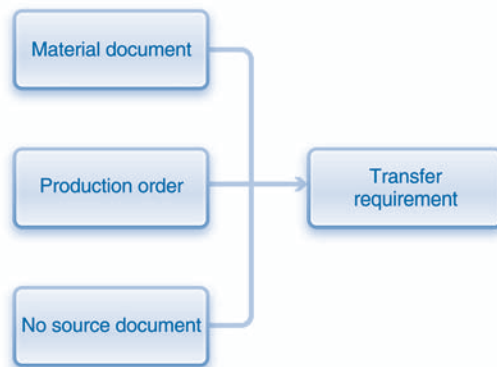 Material document
Production order
Transfer
requirement
No source document